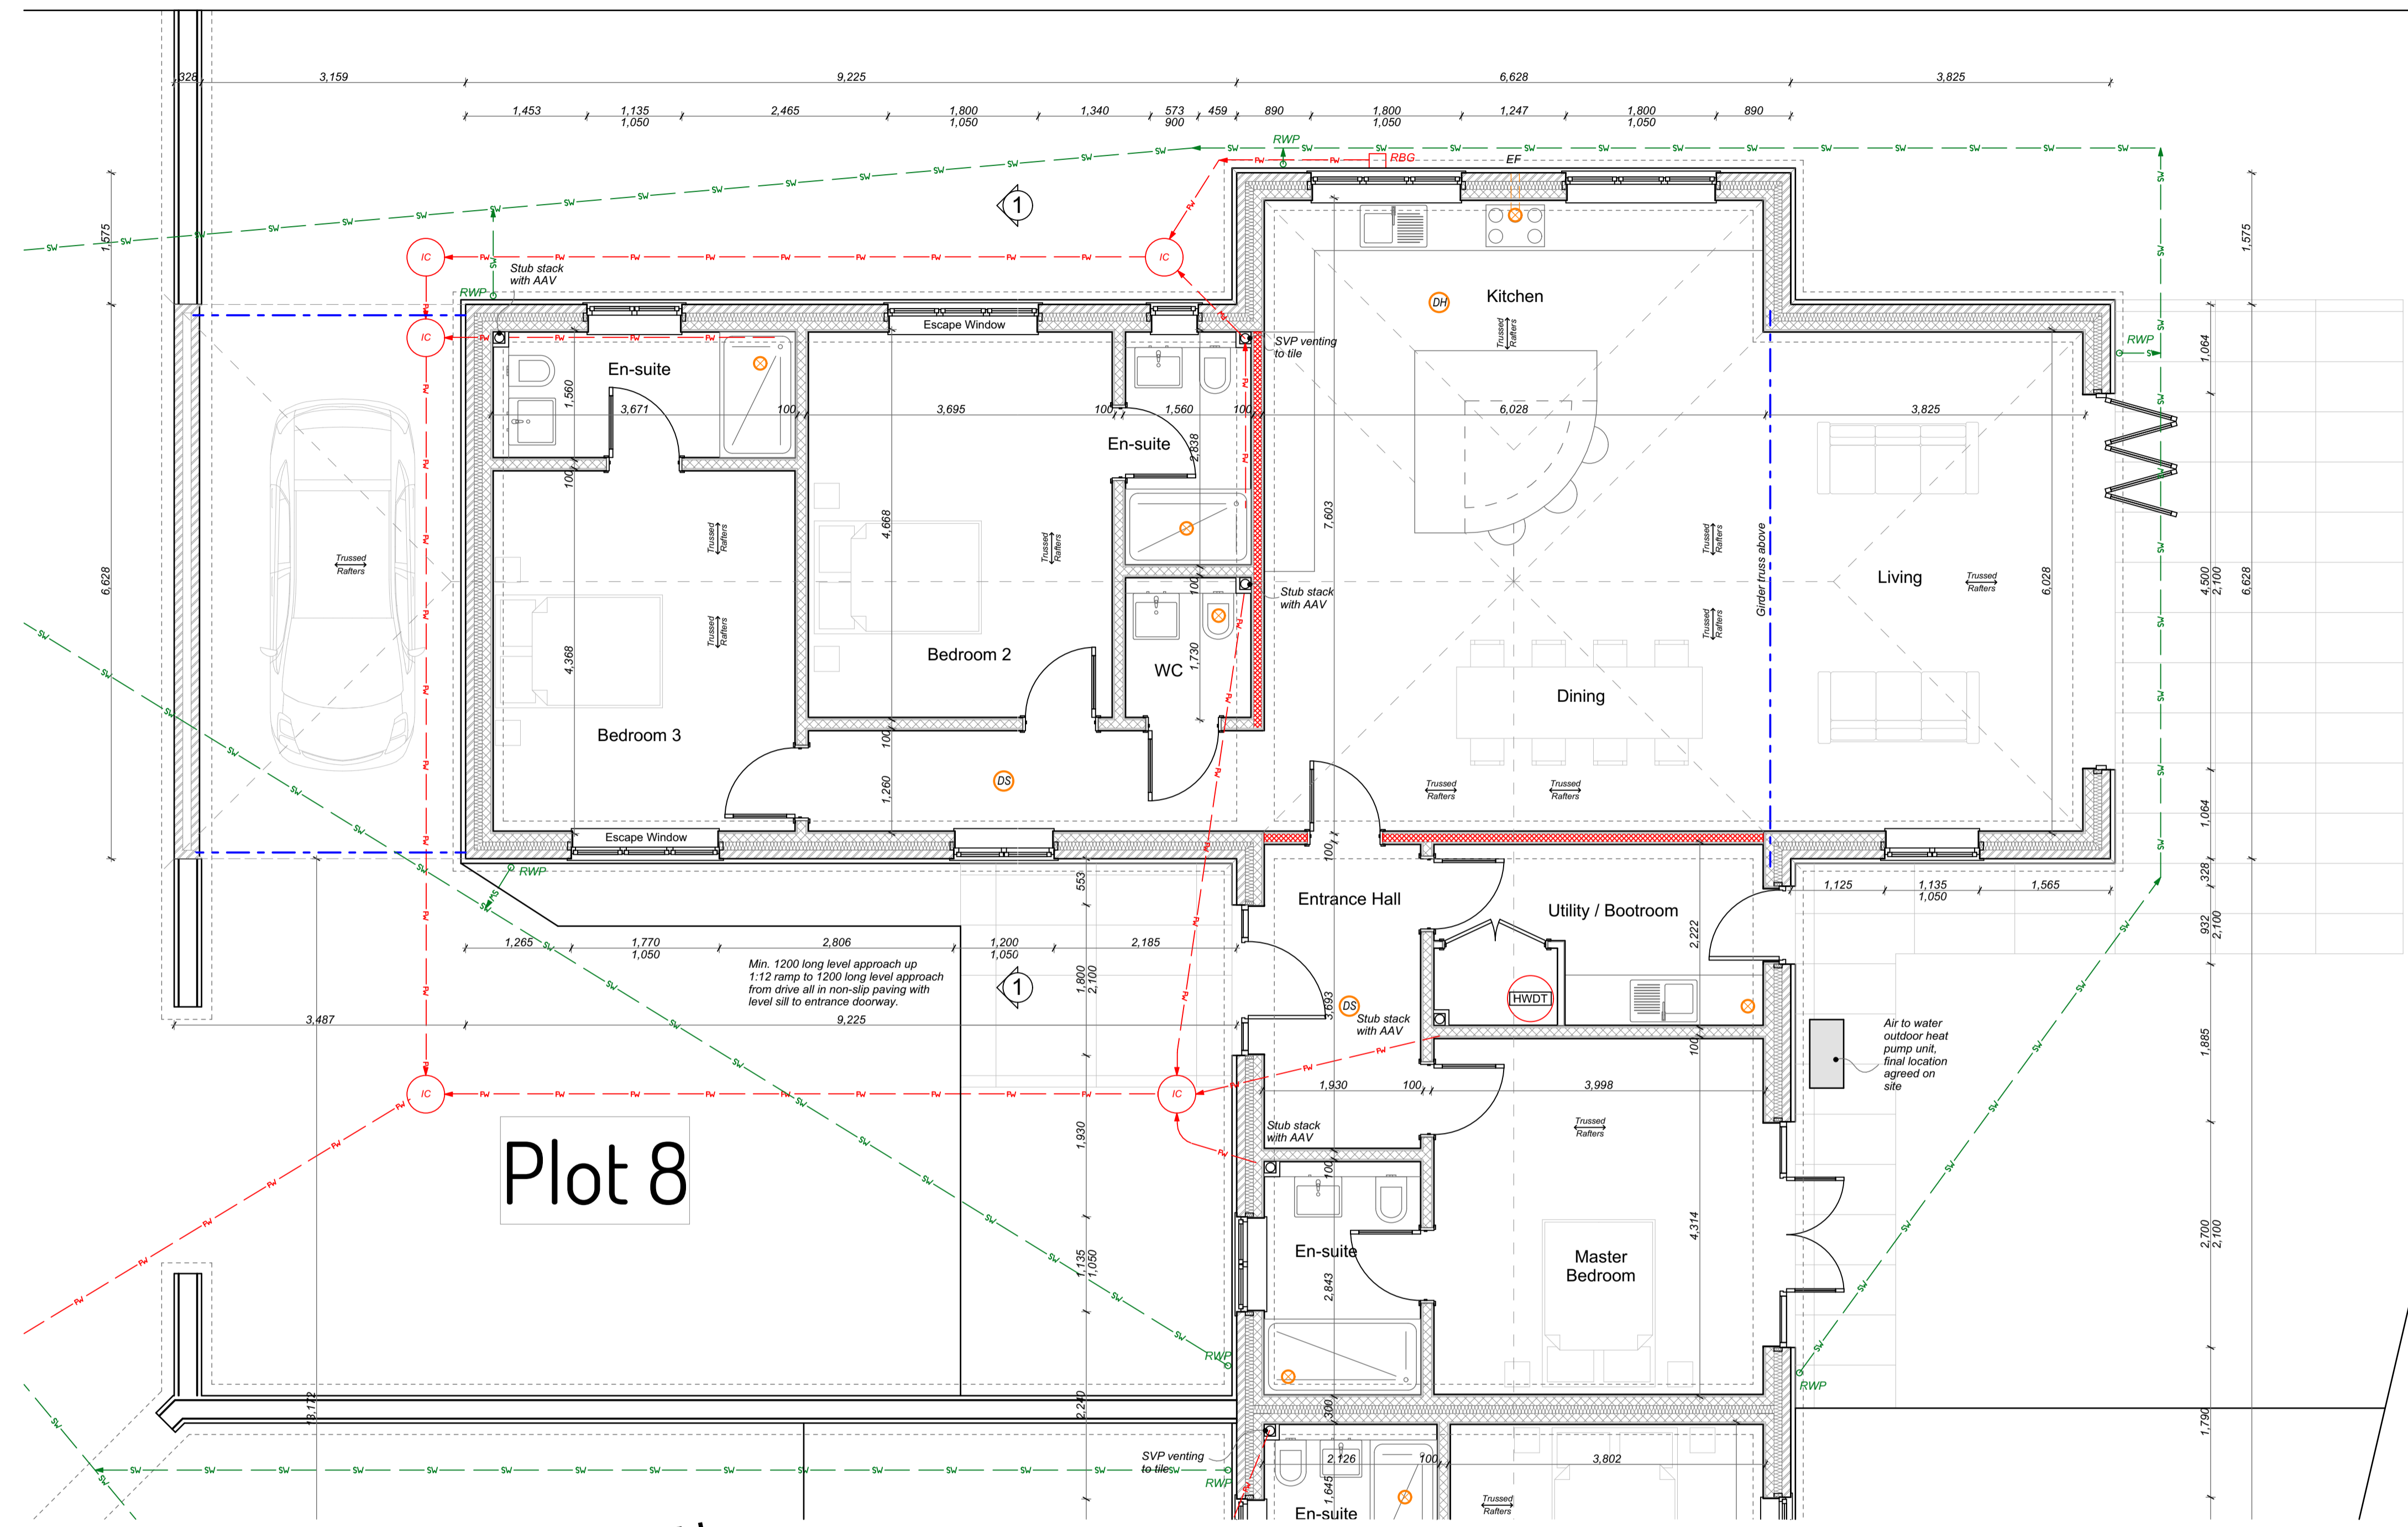 328
3,159
9,225
6,628
3,825
1,453
1,135
1,050
2,465
1,800
1,050
1,340
573
900
459
890
1,800
1,050
1,247
1,800
1,050
890
RWP
RBG
EF
1
1,575
1,575
IC
IC
Stub stack
with AAV
RWP
Escape Window
Kitchen
DH
Trussed
Rafters
SVP venting
to tile
RWP
IC
En-suite
1,560
3,671
100
3,695
100
1,560
100
6,028
3,825
1,064
En-suite
2,838
100
7,603
4,668
Trussed
Rafters
Trussed
Rafters
Trussed
Rafters
Trussed
Rafters
Girder truss above
Living
Trussed
Rafters
6,028
4,500
2,100
6,628
6,628
100
Stub stack
with AAV
Trussed
Rafters
Trussed
Rafters
4,368
Bedroom 2
1,730
WC
Dining
Bedroom 3
100
1,260
DS
Trussed
Rafters
Trussed
Rafters
1,064
Escape Window
RWP
553
100
Entrance Hall
Utility / Bootroom
2,222
328
1,125
1,135
1,050
1,565
932
2,100
1,265
1,770
1,050
2,806
1,200
1,050
2,185
Min. 1200 long level approach up
1:12 ramp to 1200 long level approach
from drive all in non-slip paving with
level sill to entrance doorway.
1
1,800
2,100
3,693
DS
HWDT
Stub stack
with AAV
3,487
9,225
Air to water
outdoor heat
pump unit,
final location
agreed on
site
1,885
100
IC
IC
1,930
100
3,998
Plot 8
1,930
Stub stack
with AAV
Trussed
Rafters
100
En-suite
2,843
4,314
Master
Bedroom
2,700
2,100
1,135
1,050
RWP
RWP
13,172
2,240
300
1,790
SVP venting
to tile
RWP
2,126
100
3,802
1,645
En-suite
Trussed
Rafters